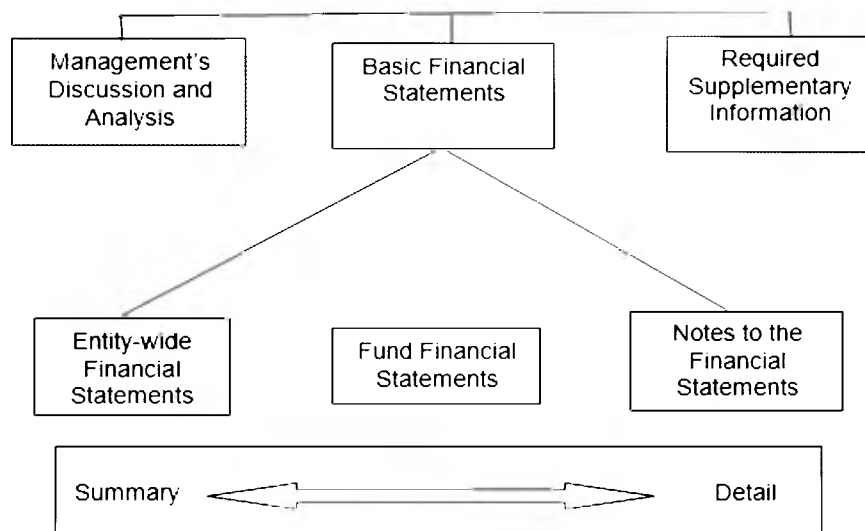 Management's
Discussion and
Analysis
Basic Financial
Statements
Required
Supplementary
Information
Entity-wide
Financial
Statements
Fund Financial
Statements
Notes to the
Financial
Statements
Summary
Detail